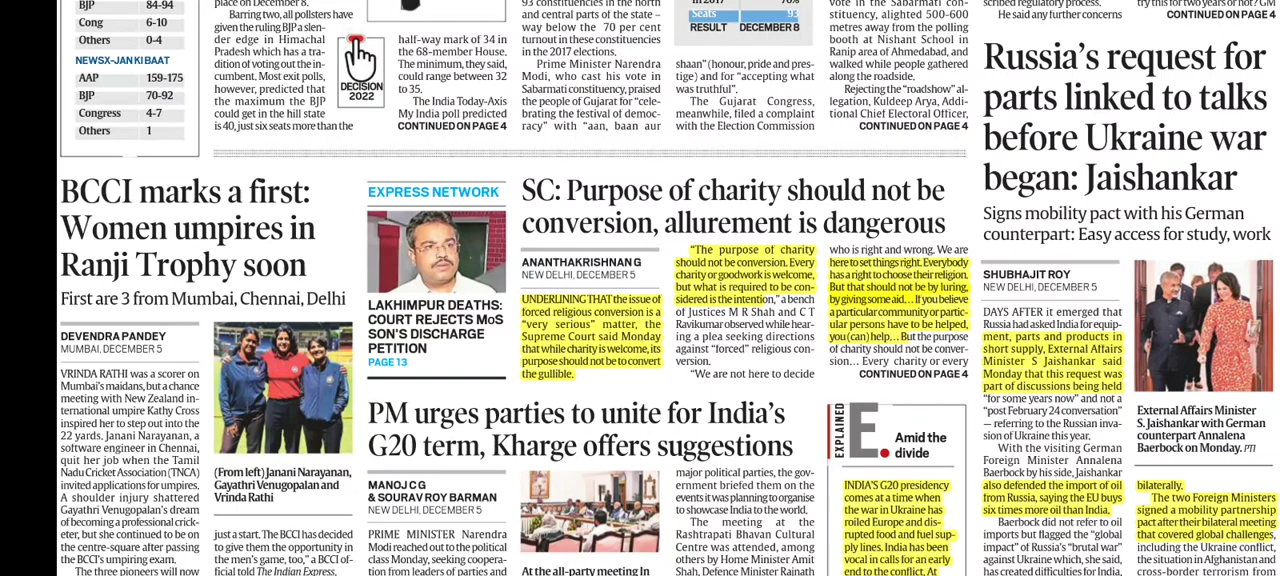 BJP 84-94
Cong 6-10
Others 0-4
NEWSX-JAN KI BAAT
AAP 159-175
BJP 70-92
Congress 4-7
Others 1
place on December 8.
Barring two, all pollsters have
given the ruling BJP a slen-
der edge in Himachal
Pradesh which has a tra-
dition of voting out the in-
cumbent. Most exit polls,
however, predicted that
the maximum the BJP
could get in the hill state
is 40, just six seats more than the
DECISION
2022
half-way mark of 34 in
the 68-member House.
The minimum, they said,
could range between 32
to 35.
The India Today-Axis
My India poll predicted
CONTINUED ON PAGE 4
93 constituencies in the north
and central parts of the state –
way below the 70 per cent
turnout in these constituencies
in the 2017 elections.
Prime Minister Narendra
Modi, who cast his vote in
Sabarmati constituency, praised
the people of Gujarat for “cele-
brating the festival of democ-
racy” with “aan, baan aur
in 2017 70%
Seats 93
RESULT DECEMBER 8
shaan” (honour, pride and pres-
tige) and for “accepting what
was truthful”.
The Gujarat Congress,
meanwhile, filed a complaint
with the Election Commission
vote in the Sabarmati con-
stituency, alighted 500-600
metres away from the polling
booth at Nishant School in
Ranip area of Ahmedabad, and
walked while people gathered
along the roadside.
Rejecting the “roadshow” al-
legation, Kuldeep Arya, Addi-
tional Chief Electoral Officer,
CONTINUED ON PAGE 4
scribed regulatory process.
He said any further concerns
try this for two years or not? GM
CONTINUED ON PAGE 4
BCCI marks a first:
Women umpires in
Ranji Trophy soon
First are 3 from Mumbai, Chennai, Delhi
DEVENDRA PANDEY
MUMBAI, DECEMBER 5
VRINDA RATHI was a scorer on
Mumbai’s maidans, but a chance
meeting with New Zealand in-
ternational umpire Kathy Cross
inspired her to step out into the
22 yards. Janani Narayanan, a
software engineer in Chennai,
quit her job when the Tamil
Nadu Cricket Association (TNCA)
invited applications for umpires.
A shoulder injury shattered
Gayathri Venugopalan’s dream
of becoming a professional crick-
eter, but she continued to be on
the centre-square after passing
the BCCI’s umpiring exam.
The three pioneers will now
(From left) Janani Narayanan,
Gayathri Venugopalan and
Vrinda Rathi
just a start. The BCCI has decided
to give them the opportunity in
the men’s game, too,” a BCCI of-
ficial told The Indian Express.
EXPRESS NETWORK
LAKHIMPUR DEATHS:
COURT REJECTS MoS
SON’S DISCHARGE
PETITION
PAGE 13
SC: Purpose of charity should not be
conversion, allurement is dangerous
ANANTHAKRISHNAN G
NEW DELHI, DECEMBER 5
UNDERLINING THAT the issue of
forced religious conversion is a
“very serious” matter, the
Supreme Court said Monday
that while charity is welcome, its
purpose should not be to convert
the gullible.
“The purpose of charity
should not be conversion. Every
charity or good work is welcome,
but what is required to be con-
sidered is the intention,” a bench
of Justices M R Shah and C T
Ravikumar observed while hear-
ing a plea seeking directions
against “forced” religious con-
version.
“We are not here to decide
who is right and wrong. We are
here to set things right. Everybody
has a right to choose their religion.
But that should not be by luring,
by giving some aid... If you believe
a particular community or partic-
ular persons have to be helped,
you (can) help... But the purpose
of charity should not be conver-
sion... Every charity or every
CONTINUED ON PAGE 4
PM urges parties to unite for India’s
G20 term, Kharge offers suggestions
MANOJ C G
& SOURAV ROY BARMAN
NEW DELHI, DECEMBER 5
PRIME MINISTER Narendra
Modi reached out to the political
class Monday, seeking coopera-
tion from leaders of parties and
At the all-party meeting in
major political parties, the gov-
ernment briefed them on the
events it was planning to organise
to showcase India to the world.
The meeting at the
Rashtrapati Bhavan Cultural
Centre was attended, among
others by Home Minister Amit
Shah, Defence Minister Rajnath
EXPLAINED
E.
Amid the
divide
INDIA’S G20 presidency
comes at a time when
the war in Ukraine has
roiled Europe and dis-
rupted food and fuel sup-
ply lines. India has been
vocal in calls for an early
end to the conflict. At
Russia’s request for
parts linked to talks
before Ukraine war
began: Jaishankar
Signs mobility pact with his German
counterpart: Easy access for study, work
SHUBHAJIT ROY
NEW DELHI, DECEMBER 5
DAYS AFTER it emerged that
Russia had asked India for equip-
ment, parts and products in
short supply, External Affairs
Minister S Jaishankar said
Monday that this request was
part of discussions being held
“for some years now” and not a
“post February 24 conversation”
— referring to the Russian inva-
sion of Ukraine this year.
With the visiting German
Foreign Minister Annalena
Baerbock by his side, Jaishankar
also defended the import of oil
from Russia, saying the EU buys
six times more oil than India.
Baerbock did not refer to oil
imports but flagged the “global
impact” of Russia’s “brutal war”
against Ukraine which, she said,
has created difficulties for India,
External Affairs Minister
S. Jaishankar with German
counterpart Annalena
Baerbock on Monday. PTI
bilaterally.
The two Foreign Ministers
signed a mobility partnership
pact after their bilateral meeting
that covered global challenges,
including the Ukraine conflict,
the situation in Afghanistan and
cross-border terrorism from